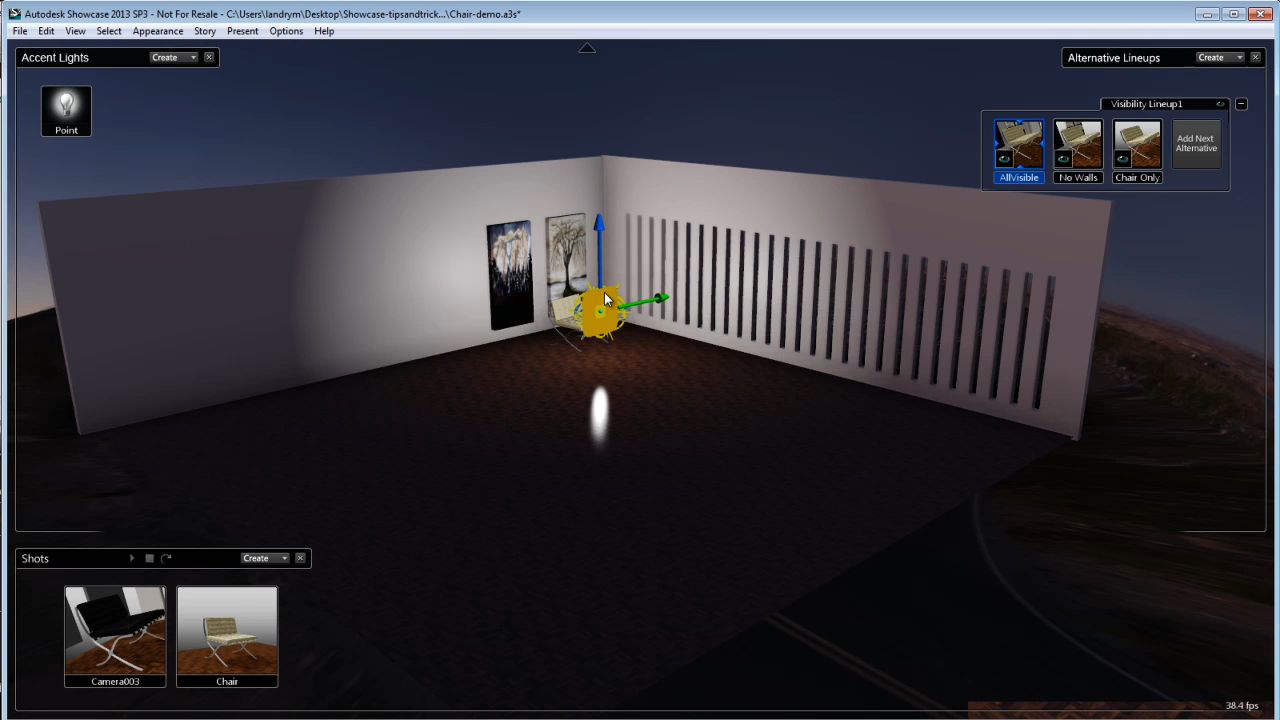 Autodesk Showcase 2013 SP3 - Not For Resale - C:\Users\landrym\Desktop\Showcase-tipsandtrick...\Chair-demo.a3s*
File Edit View Select Appearance Story Present Options Help
Accent Lights Create
Alternative Lineups Create
Point
Visibility Lineup1
Add Next
Alternative
AllVisible No Walls Chair Only
Shots Create
Camera003 Chair
38.4 fps